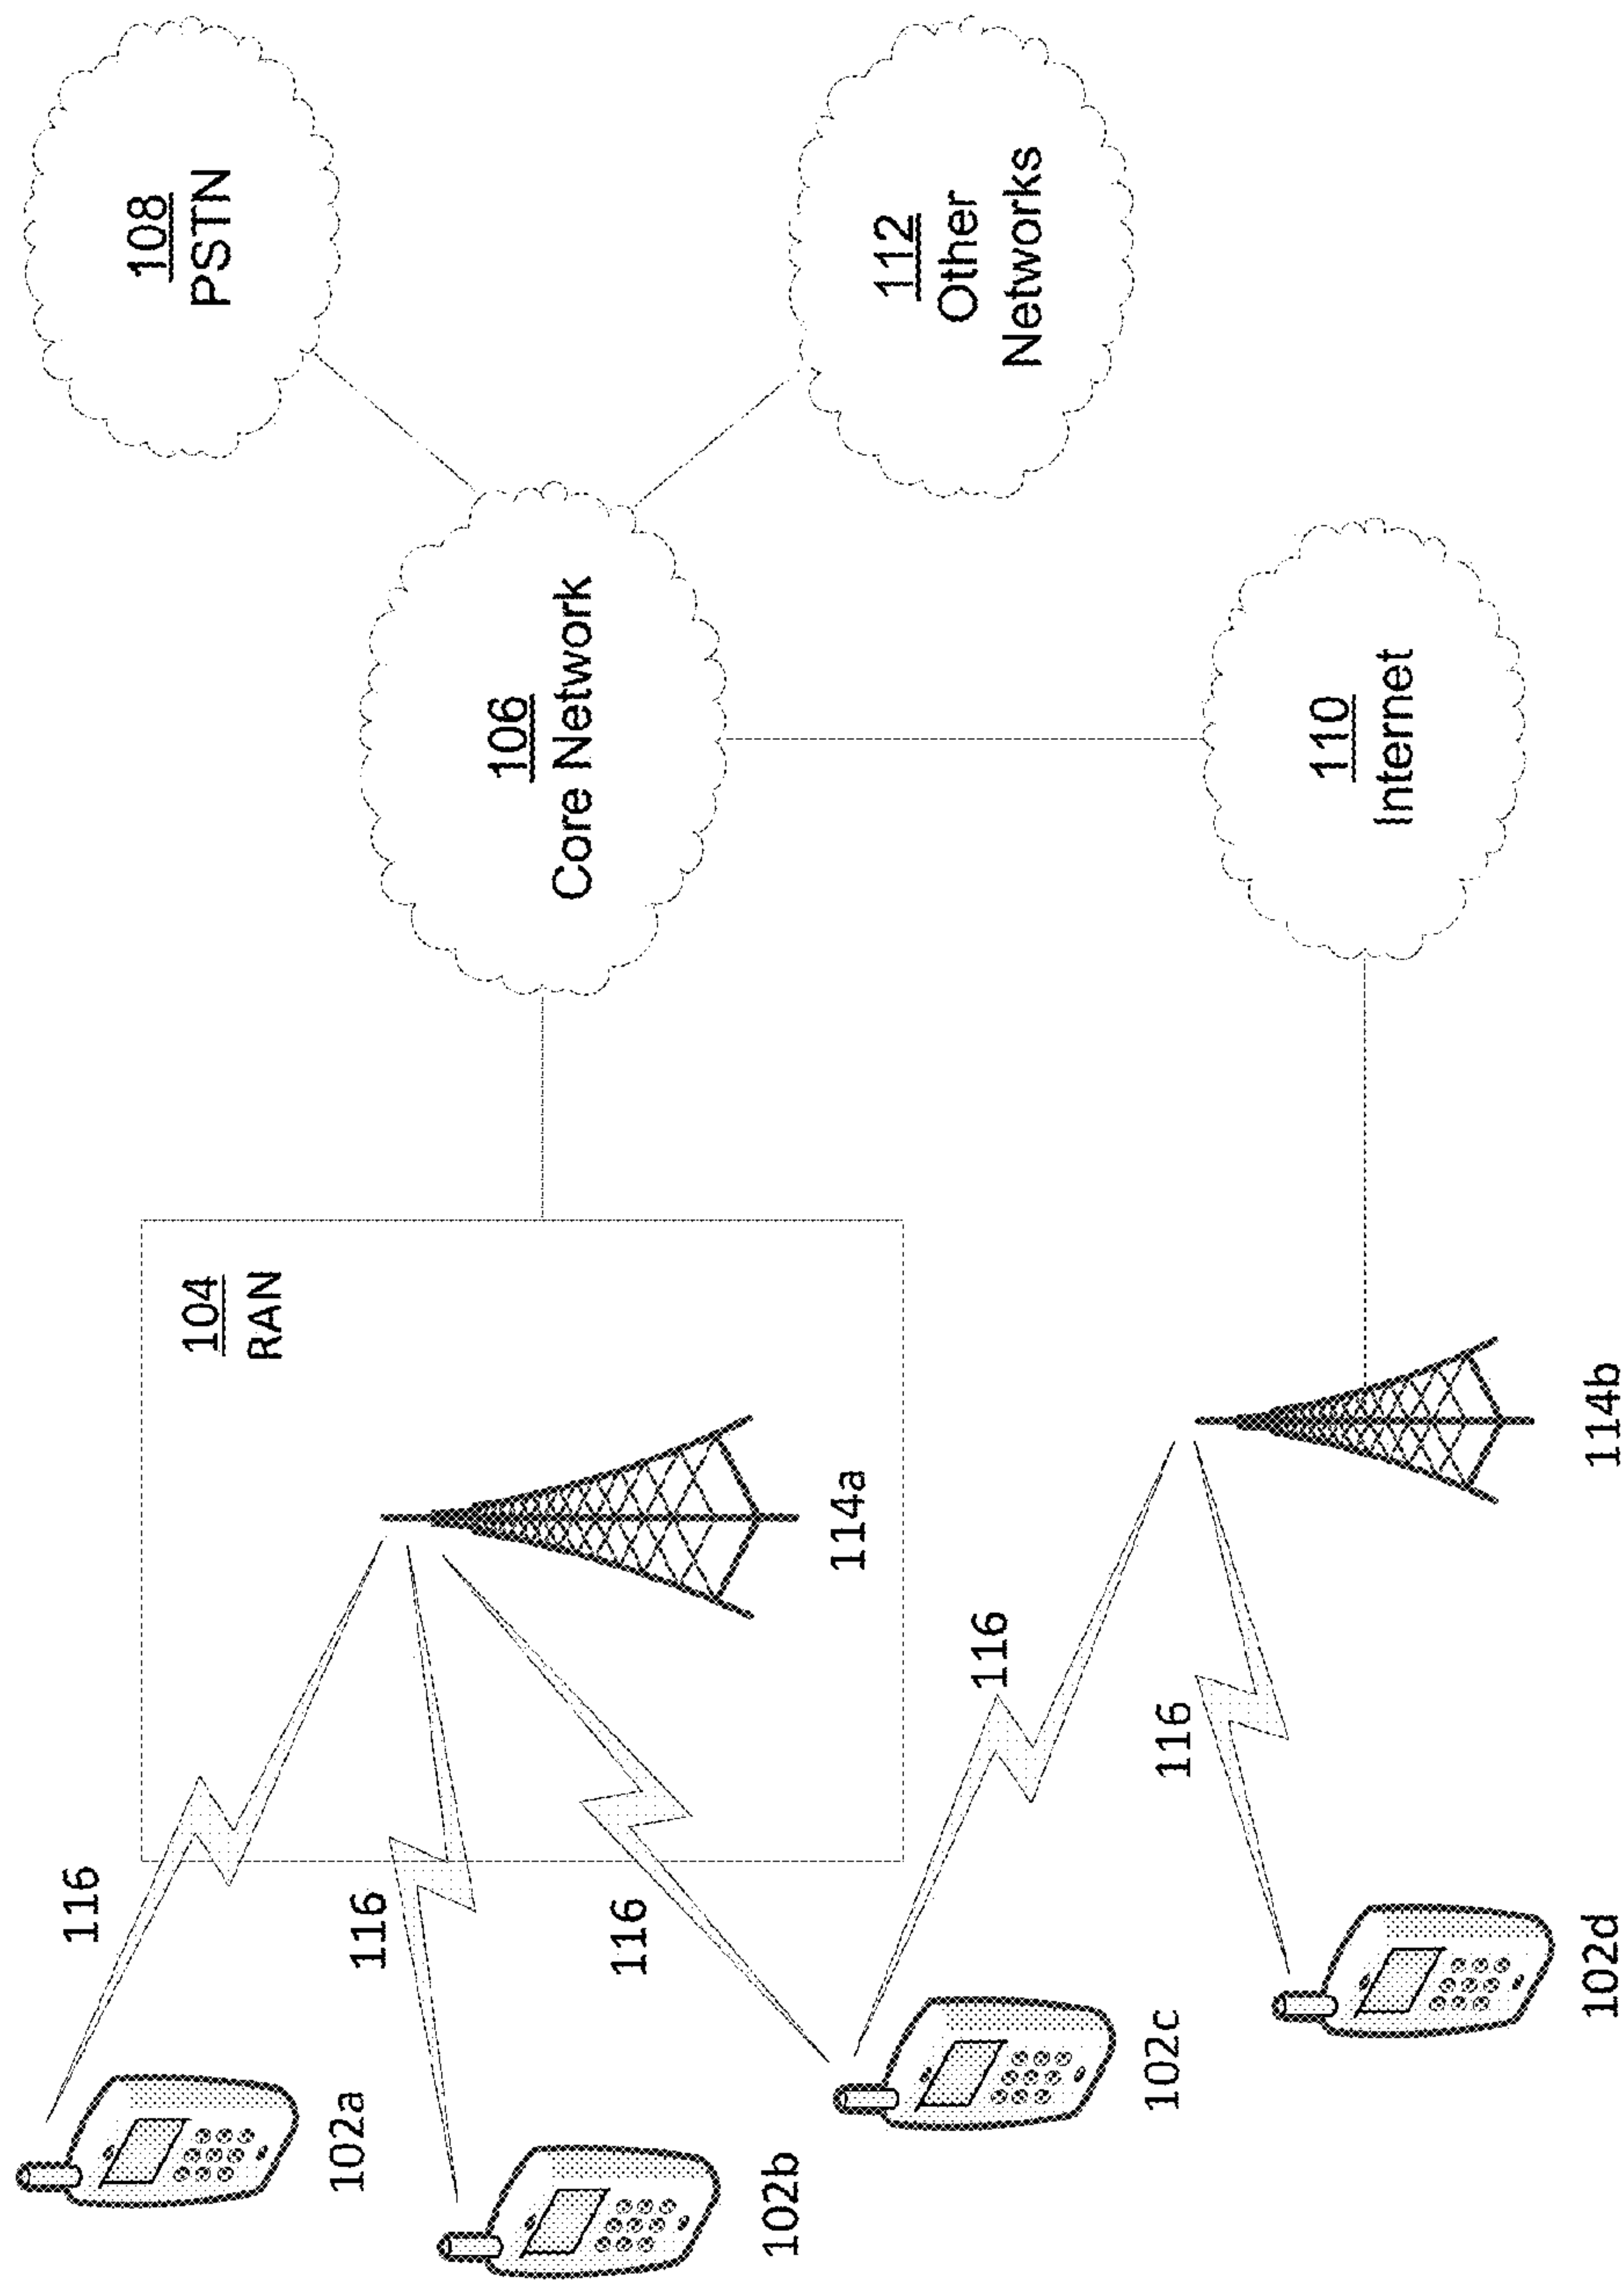 102a
116
102b
116
116
102c
116
102d
116
104
RAN
114a
114b
106
Core Network
108
PSTN
112
Other
Networks
110
Internet